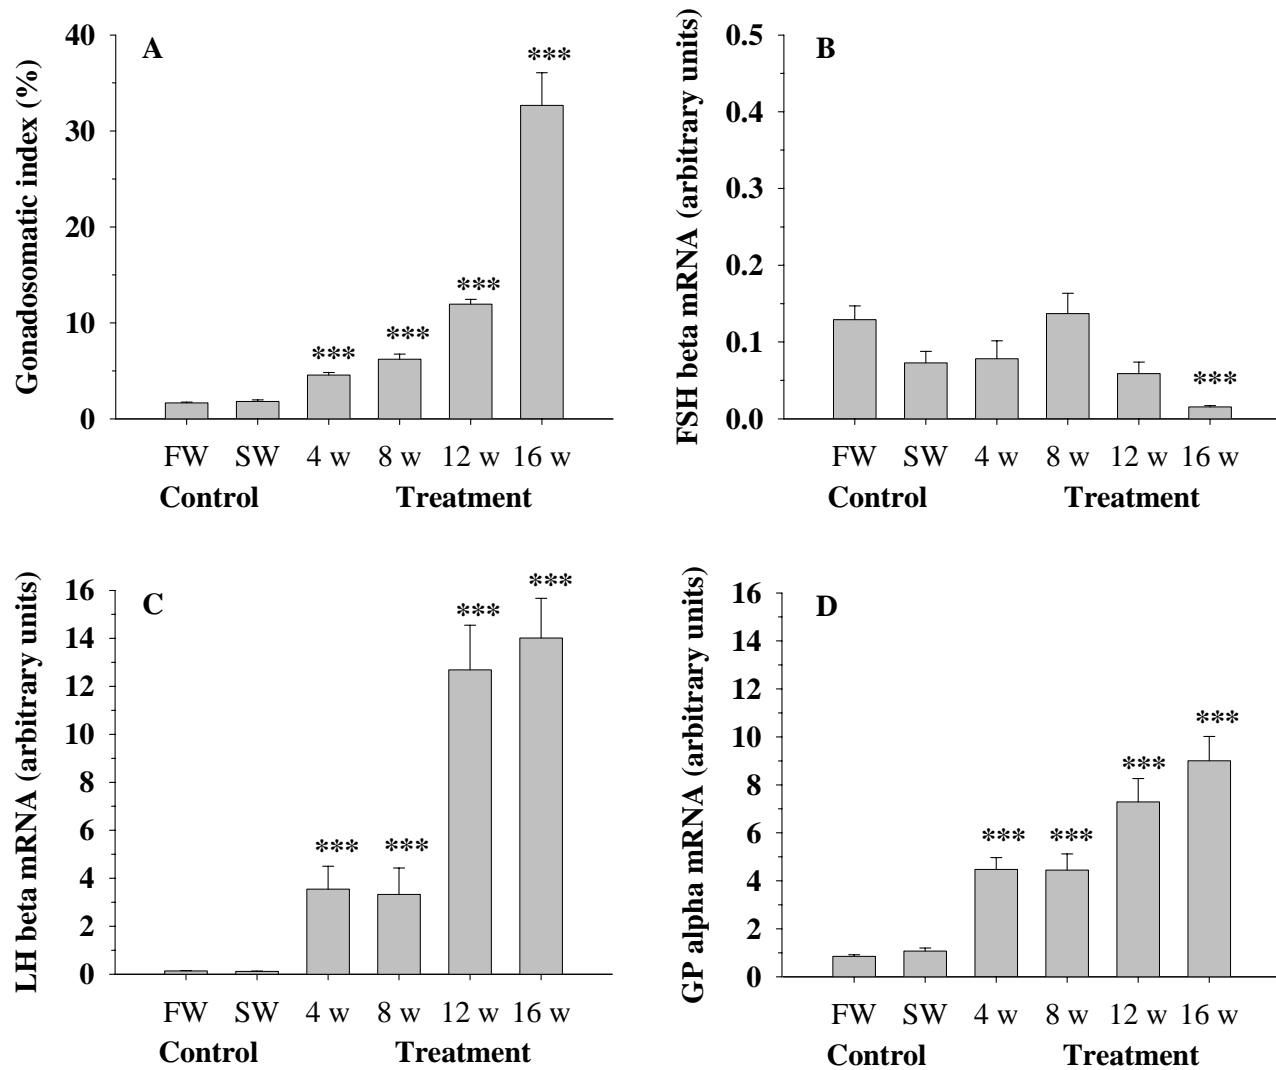 A
Gonadosomatic index (%)
40
30
20
10
0
***
***
***
***
FW SW 4 w 8 w 12 w 16 w
Control Treatment
B
FSH beta mRNA (arbitrary units)
0.5
0.4
0.3
0.2
0.1
0.0
***
FW SW 4 w 8 w 12 w 16 w
Control Treatment
C
LH beta mRNA (arbitrary units)
16
14
12
10
8
6
4
2
0
***
***
***
***
FW SW 4 w 8 w 12 w 16 w
Control Treatment
D
GP alpha mRNA (arbitrary units)
16
14
12
10
8
6
4
2
0
***
***
***
***
FW SW 4 w 8 w 12 w 16 w
Control Treatment